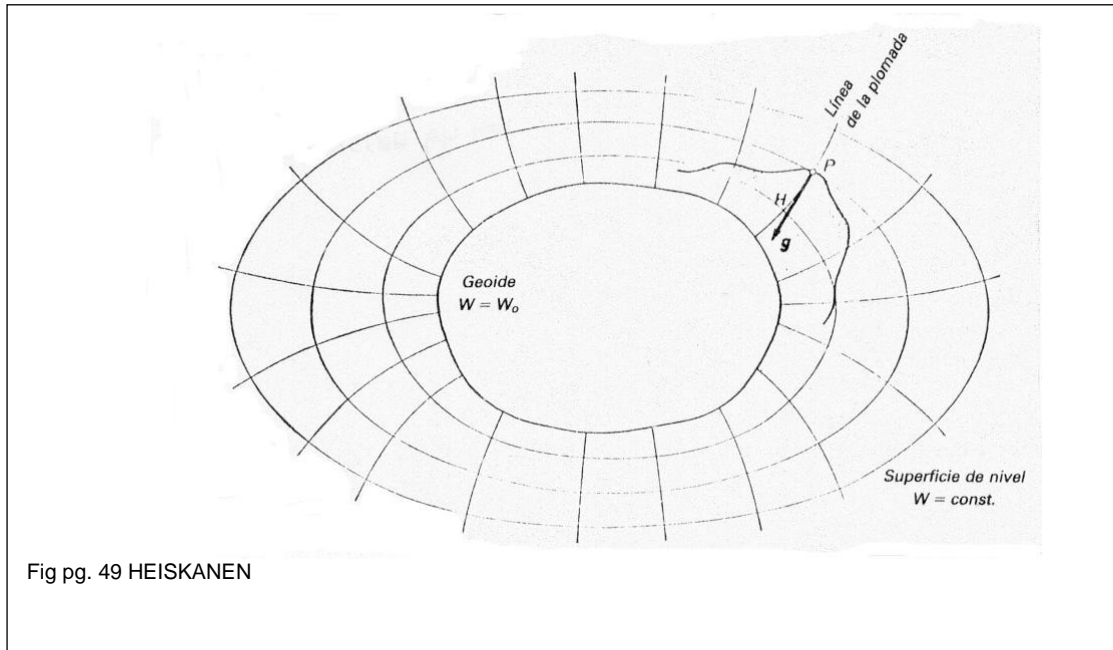 Línea
de la plomada
P
H
g
Geoide
W = Wₒ
Superficie de nivel
W = const.
Fig pg. 49 HEISKANEN